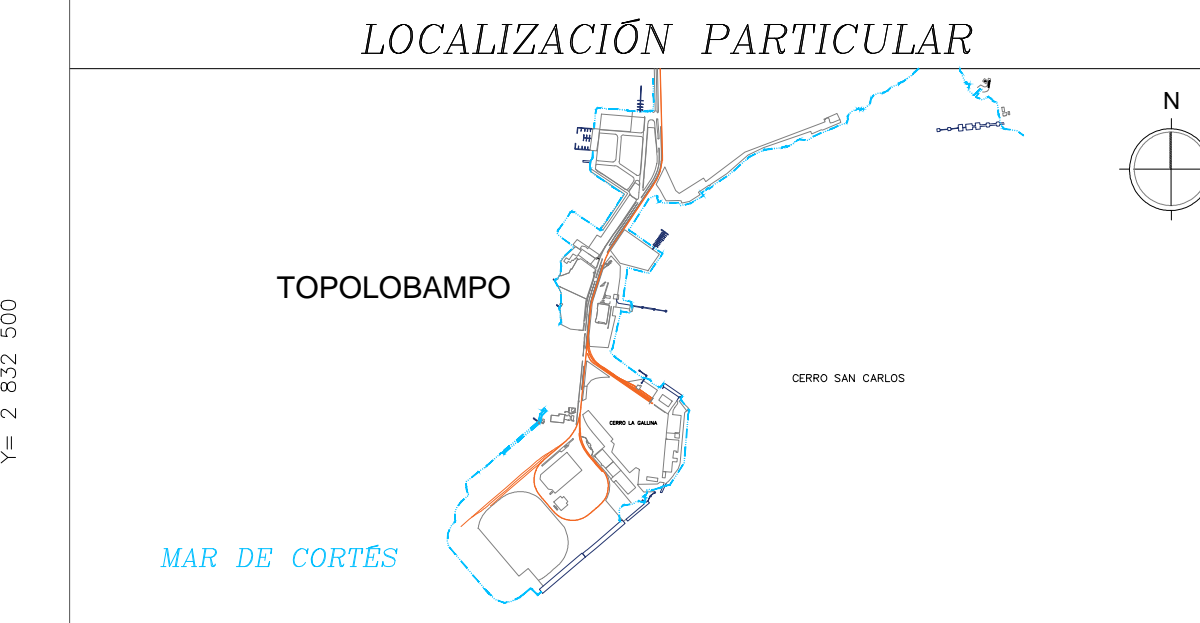 LOCALIZACIÓN PARTICULAR
N
TOPOLOBAMPO
Y= 2 832 500
CERRO SAN CARLOS
CERRO LA GALLINA
MAR DE CORTÉS